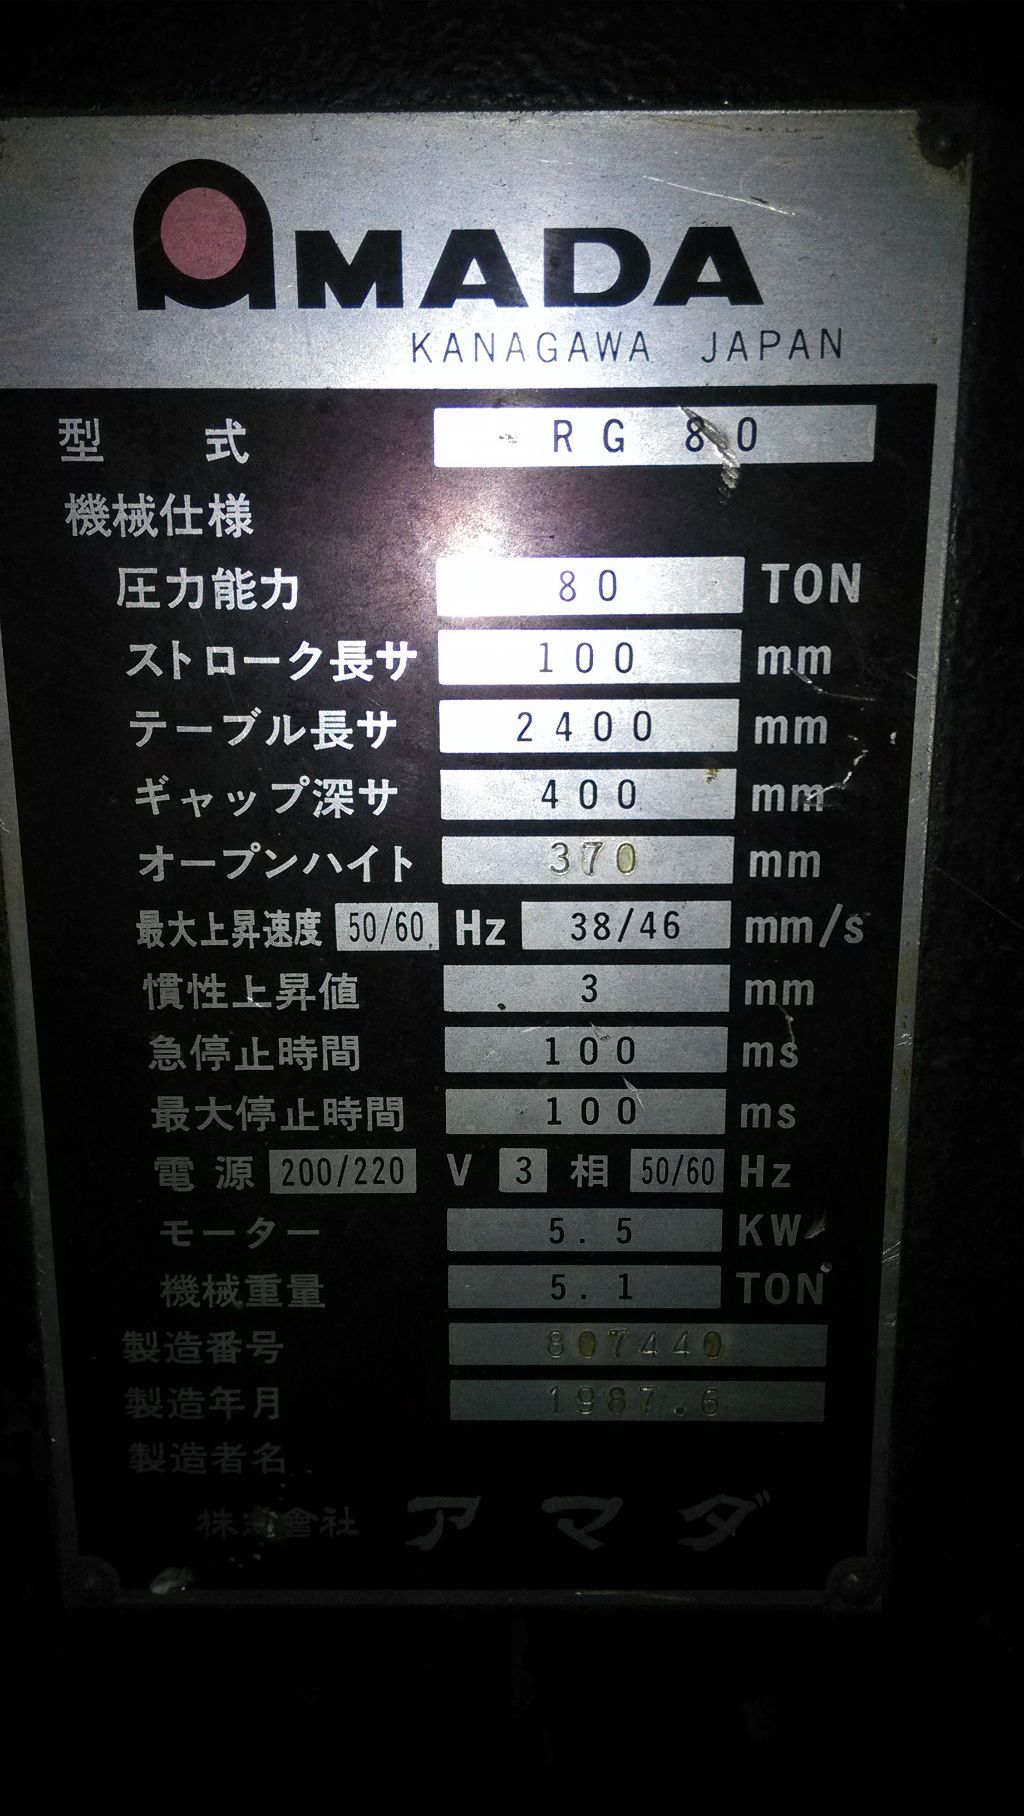 AMADA
KANAGAWA JAPAN
型式 RG 80
機械仕様
圧力能力 80 TON
ストローク長サ 100 mm
テーブル長サ 2400 mm
ギャップ深サ 400 mm
オープンハイト 370 mm
最大上昇速度 50/60 Hz 38/46 mm/s
慣性上昇値 3 mm
急停止時間 100 ms
最大停止時間 100 ms
電源 200/220 V 3 相 50/60 Hz
モーター 5.5 KW
機械重量 5.1 TON
製造番号 807440
製造年月 1987.6
製造者名
株式會社 アマダ